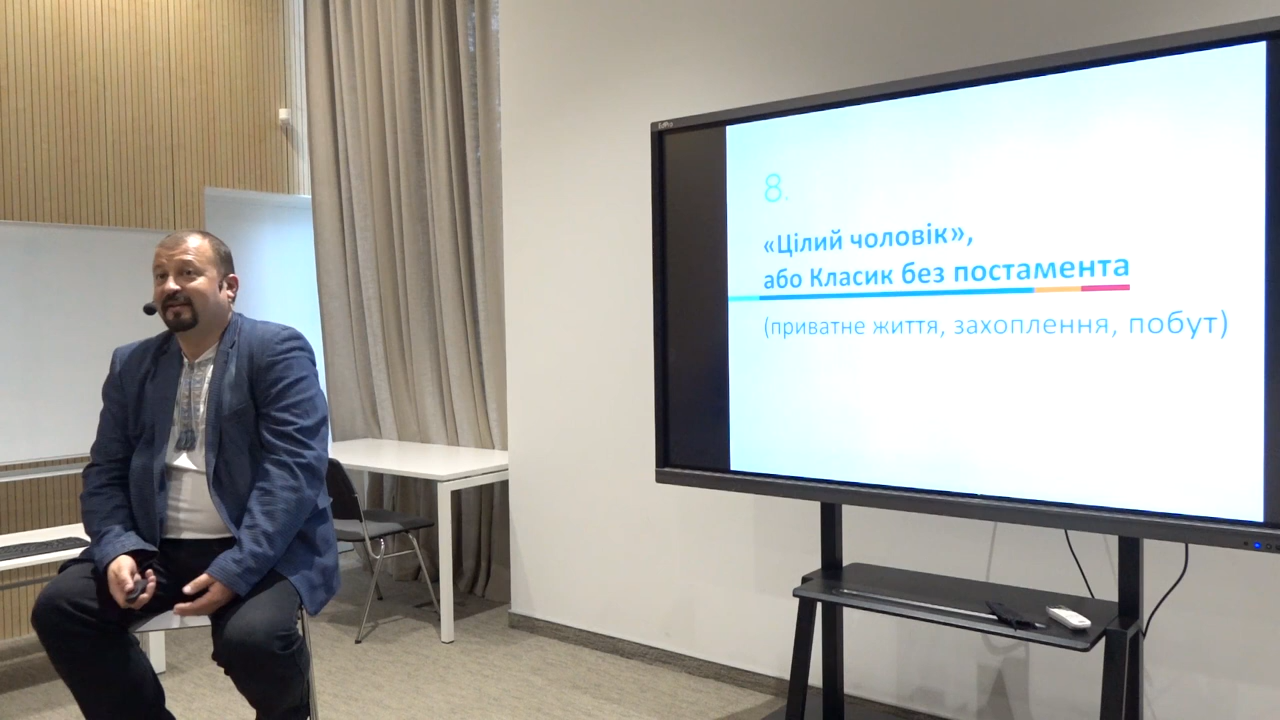 8.
«Цілий чоловік»,
або Класик без постамента
(приватне життя, захоплення, побут)